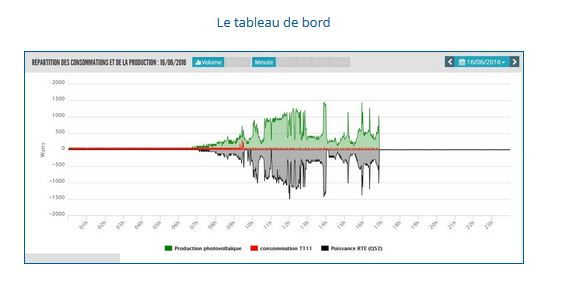 Le tableau de bord
RÉPARTITION DES CONSOMMATIONS ET DE LA PRODUCTION : 16/06/2016
Volume
Minute
16/06/2016
2000
1500
1000
500
0
-500
-1000
-1500
-2000
Watts
01h 02h 03h 04h 05h 06h 07h 08h 09h 10h 11h 12h 13h 14h 15h 16h 17h 18h 19h 20h 21h 22h 23h
Production photovoltaïque consommation T111 Puissance RTE (Q52)